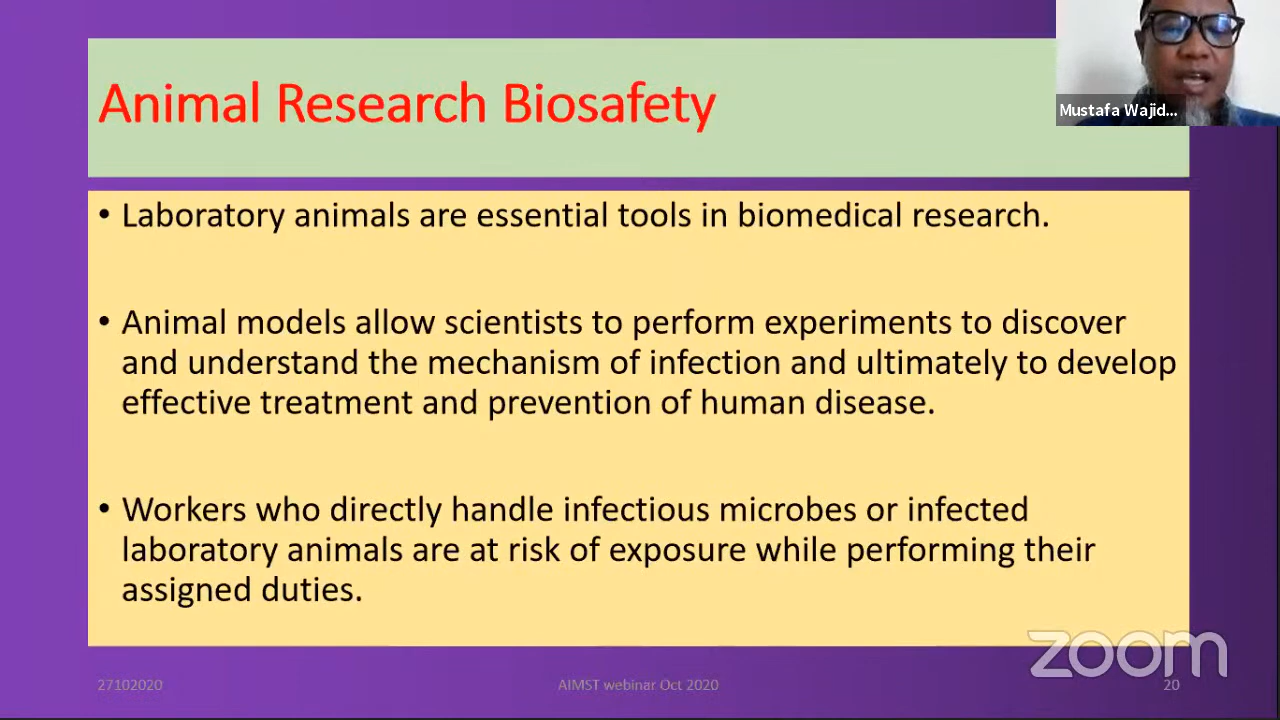 Animal Research Biosafety
Mustafa Wajid...
• Laboratory animals are essential tools in biomedical research.
• Animal models allow scientists to perform experiments to discover
and understand the mechanism of infection and ultimately to develop
effective treatment and prevention of human disease.
• Workers who directly handle infectious microbes or infected
laboratory animals are at risk of exposure while performing their
assigned duties.
zoom
27102020
AIMST webinar Oct 2020
20